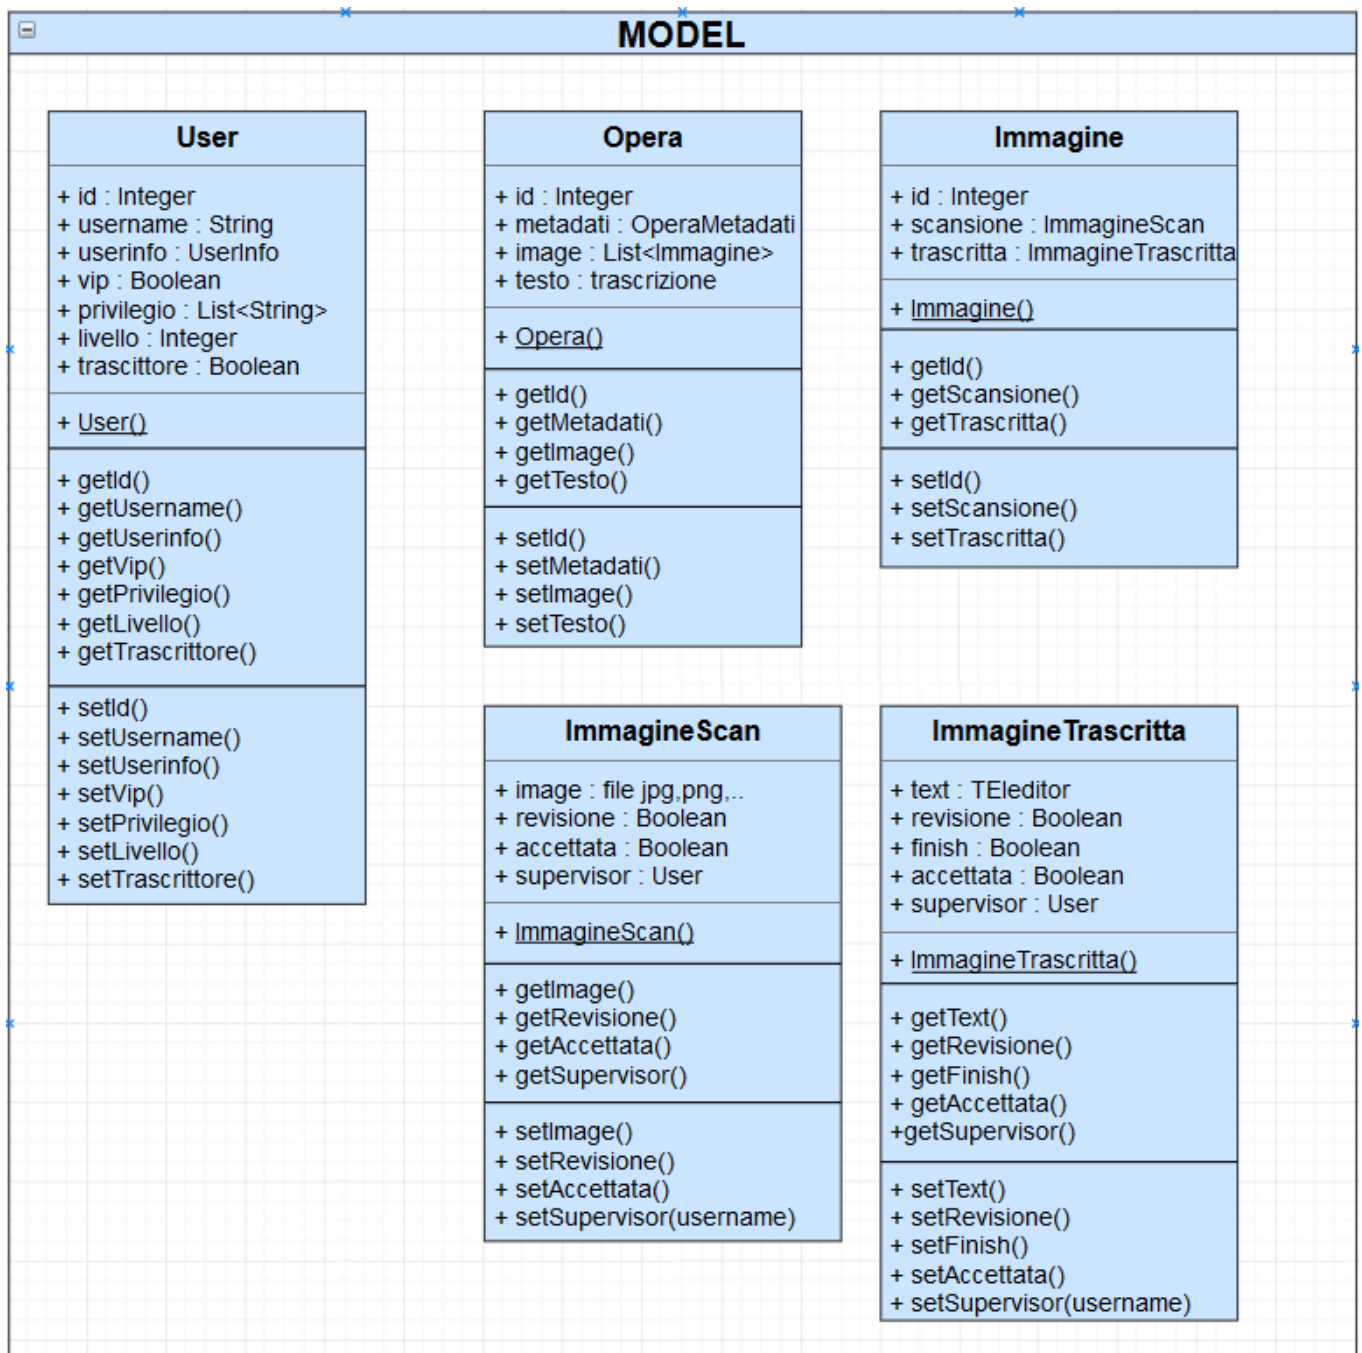 MODEL
User
+ id : Integer
+ username : String
+ userinfo : UserInfo
+ vip : Boolean
+ privilegio : List<String>
+ livello : Integer
+ trascittore : Boolean
+ User()
+ getId()
+ getUsername()
+ getUserinfo()
+ getVip()
+ getPrivilegio()
+ getLivello()
+ getTrascrittore()
+ setId()
+ setUsername()
+ setUserinfo()
+ setVip()
+ setPrivilegio()
+ setLivello()
+ setTrascrittore()
Opera
+ id : Integer
+ metadati : OperaMetadati
+ image : List<Immagine>
+ testo : trascrizione
+ Opera()
+ getId()
+ getMetadati()
+ getImage()
+ getTesto()
+ setId()
+ setMetadati()
+ setImage()
+ setTesto()
Immagine
+ id : Integer
+ scansione : ImmagineScan
+ trascritta : ImmagineTrascritta
+ Immagine()
+ getId()
+ getScansione()
+ getTrascritta()
+ setId()
+ setScansione()
+ setTrascritta()
ImmagineScan
+ image : file jpg,png,..
+ revisione : Boolean
+ accettata : Boolean
+ supervisor : User
+ ImmagineScan()
+ getImage()
+ getRevisione()
+ getAccettata()
+ getSupervisor()
+ setImage()
+ setRevisione()
+ setAccettata()
+ setSupervisor(username)
ImmagineTrascritta
+ text : TEIeditor
+ revisione : Boolean
+ finish : Boolean
+ accettata : Boolean
+ supervisor : User
+ ImmagineTrascritta()
+ getText()
+ getRevisione()
+ getFinish()
+ getAccettata()
+getSupervisor()
+ setText()
+ setRevisione()
+ setFinish()
+ setAccettata()
+ setSupervisor(username)